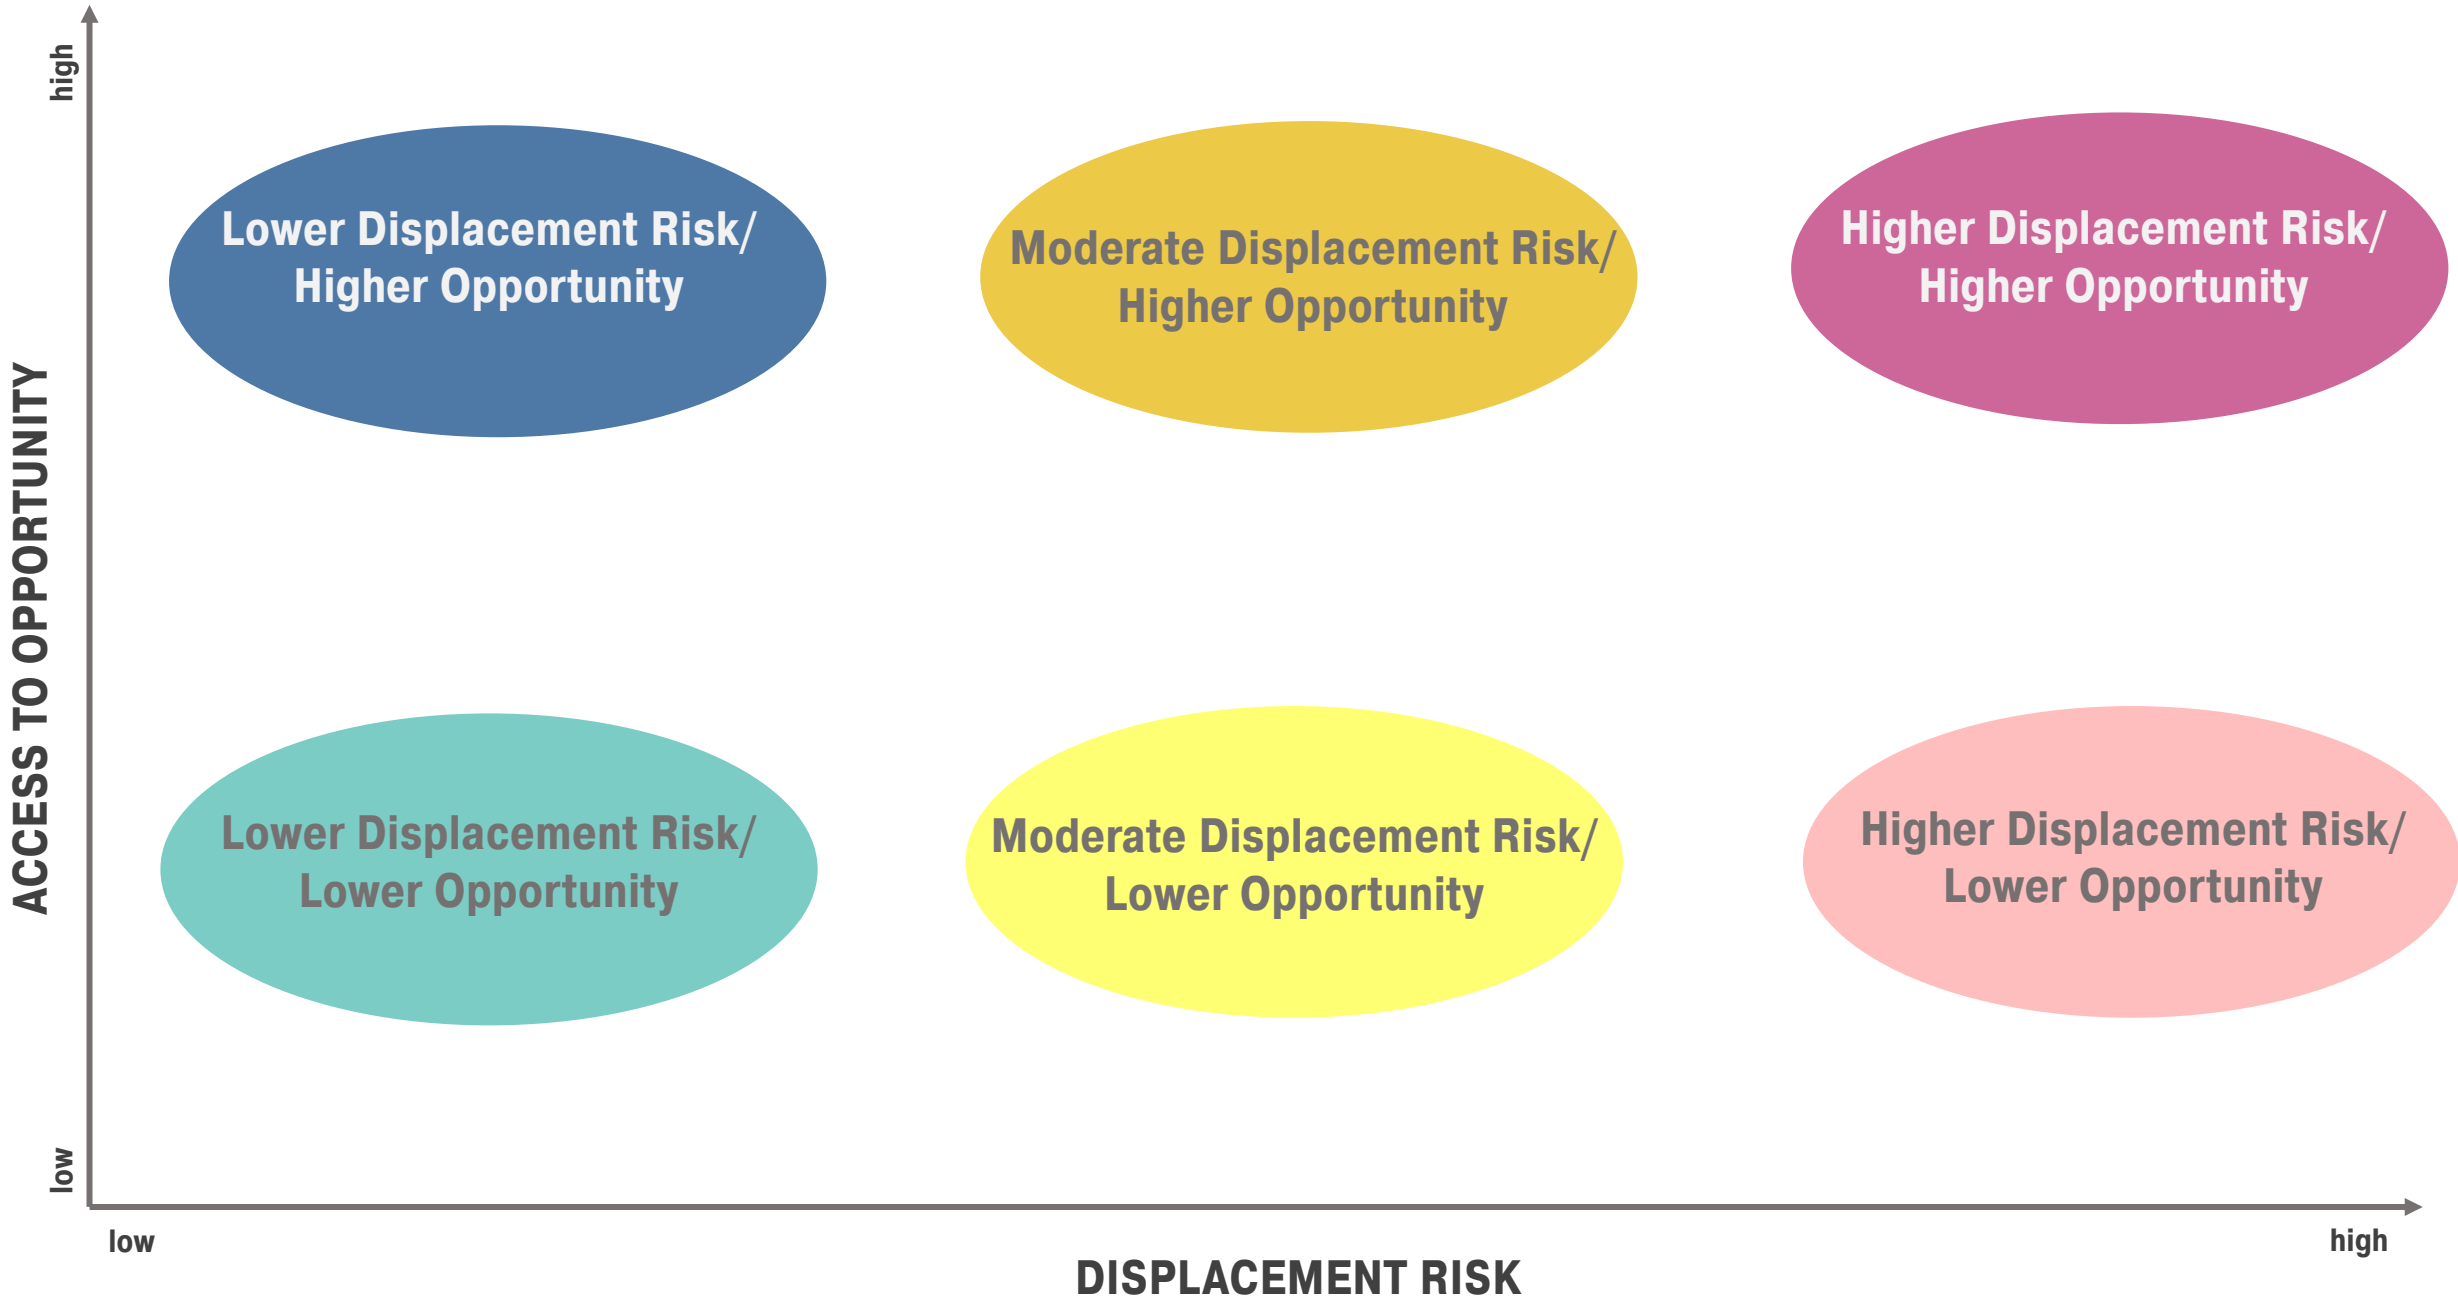 high
Lower Displacement Risk/
Higher Opportunity
Moderate Displacement Risk/
Higher Opportunity
Higher Displacement Risk/
Higher Opportunity
ACCESS TO OPPORTUNITY
Lower Displacement Risk/
Lower Opportunity
Moderate Displacement Risk/
Lower Opportunity
Higher Displacement Risk/
Lower Opportunity
low
low
high
DISPLACEMENT RISK